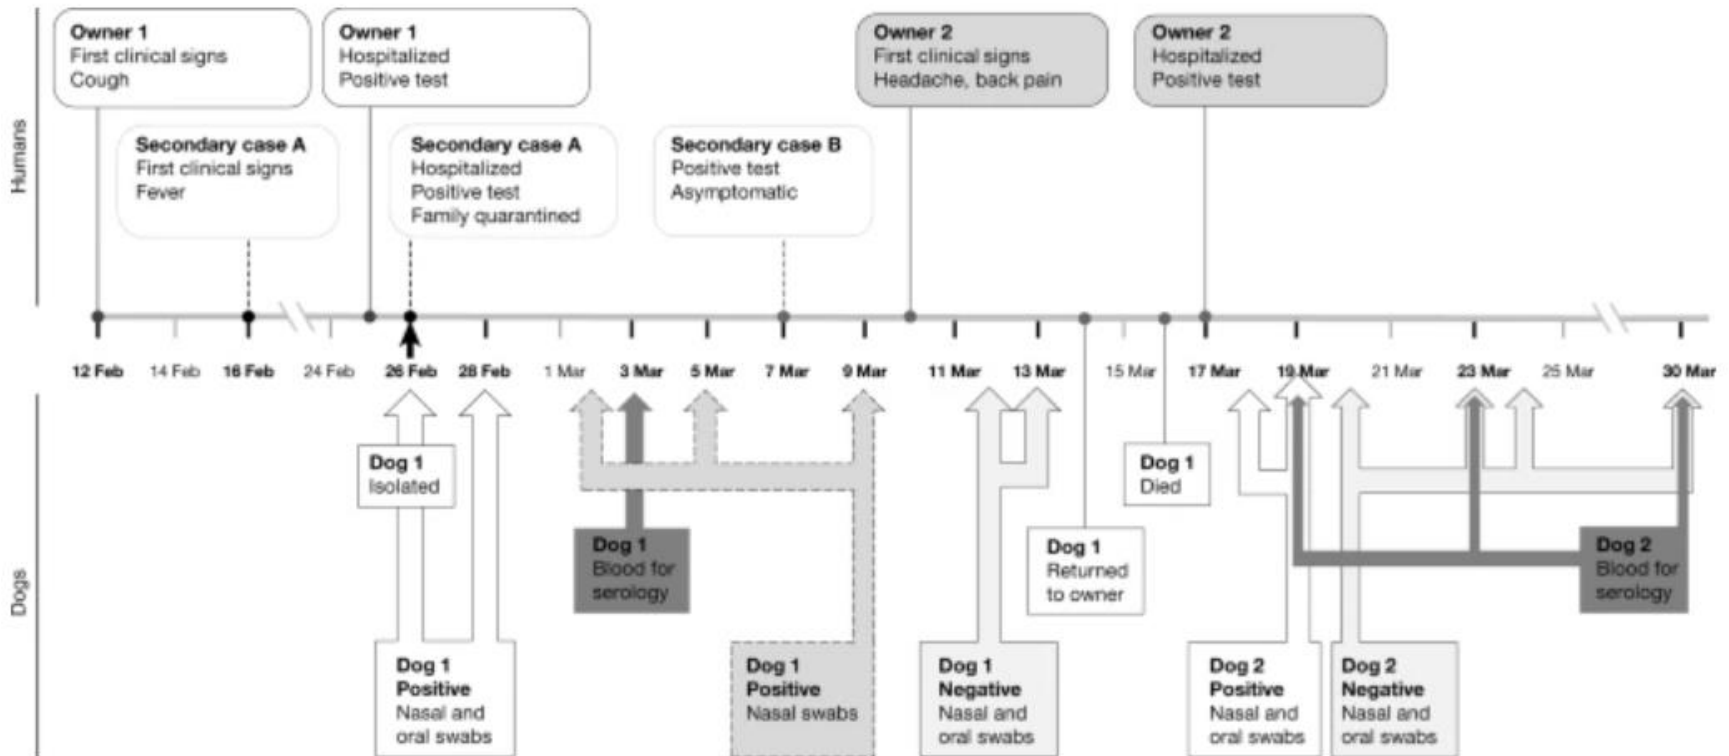 Humans
Owner 1
First clinical signs
Cough
Owner 1
Hospitalized
Positive test
Owner 2
First clinical signs
Headache, back pain
Owner 2
Hospitalized
Positive test
Secondary case A
First clinical signs
Fever
Secondary case A
Hospitalized
Positive test
Family quarantined
Secondary case B
Positive test
Asymptomatic
12 Feb 14 Feb 16 Feb 24 Feb 26 Feb 28 Feb 1 Mar 3 Mar 5 Mar 7 Mar 9 Mar 11 Mar 13 Mar 15 Mar 17 Mar 19 Mar 21 Mar 23 Mar 25 Mar 30 Mar
Dogs
Dog 1
Isolated
Dog 1
Died
Dog 1
Blood for
serology
Dog 1
Returned
to owner
Dog 2
Blood for
serology
Dog 1
Positive
Nasal and
oral swabs
Dog 1
Positive
Nasal swabs
Dog 1
Negative
Nasal and
oral swabs
Dog 2
Positive
Nasal and
oral swabs
Dog 2
Negative
Nasal and
oral swabs